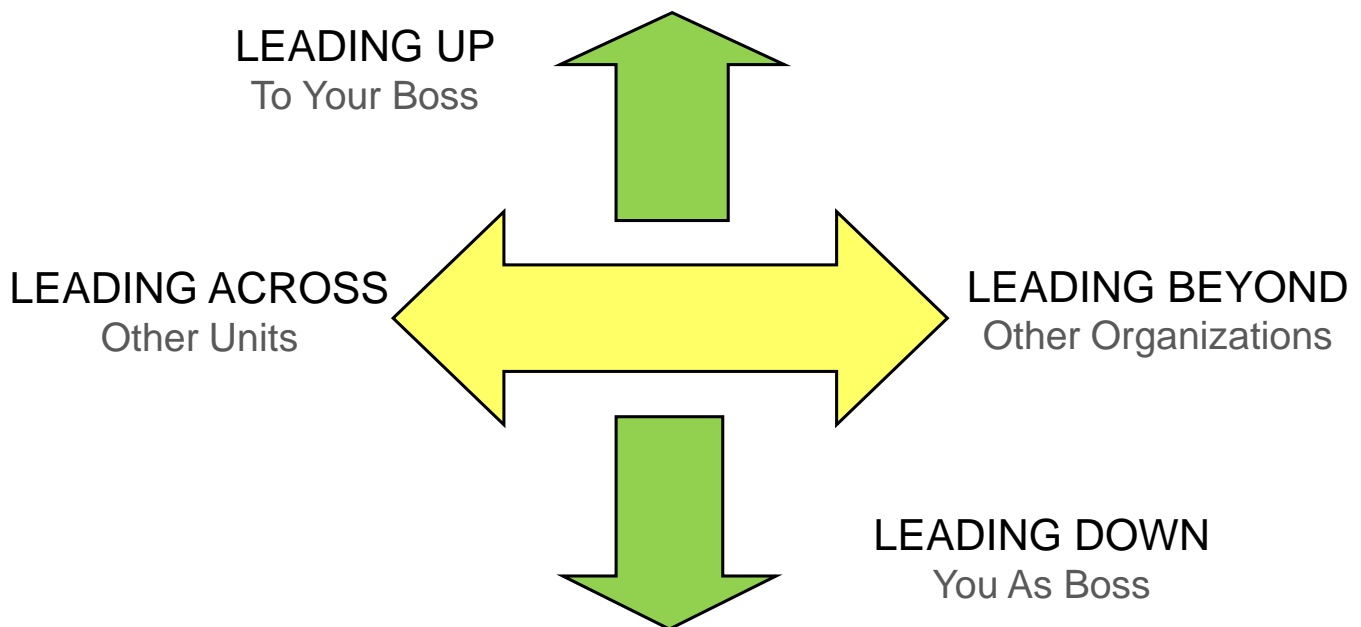 LEADING UP
To Your Boss
LEADING ACROSS
Other Units
LEADING BEYOND
Other Organizations
LEADING DOWN
You As Boss